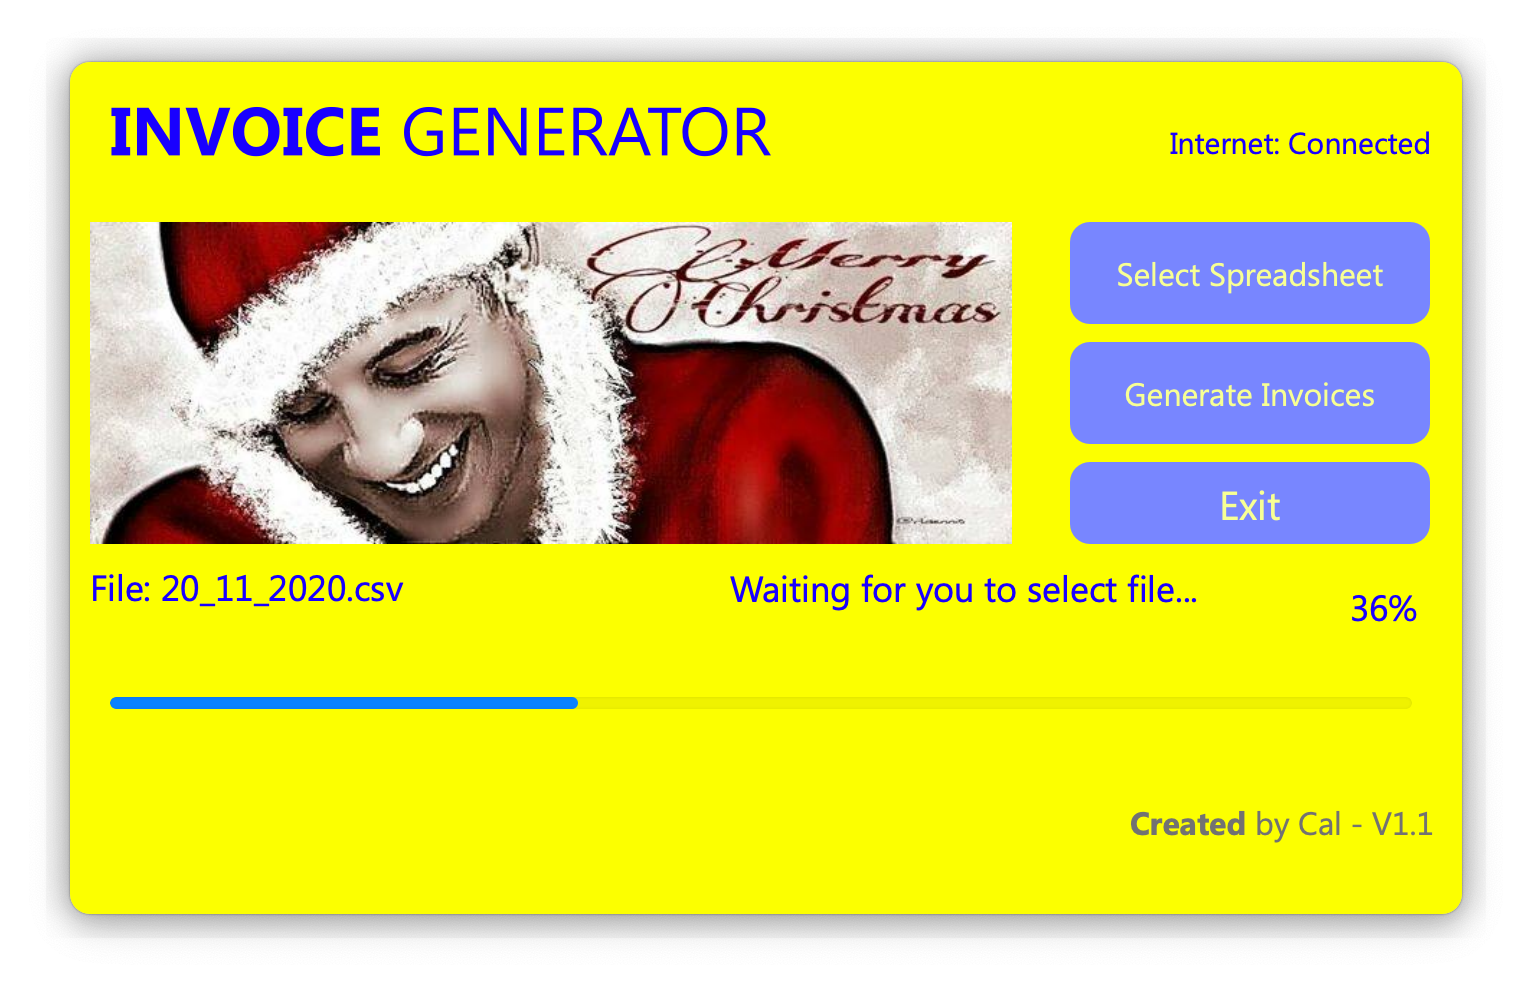 INVOICE GENERATOR
Internet: Connected
Merry
Christmas
Select Spreadsheet
Generate Invoices
Exit
File: 20_11_2020.csv
Waiting for you to select file...
36%
Created by Cal - V1.1